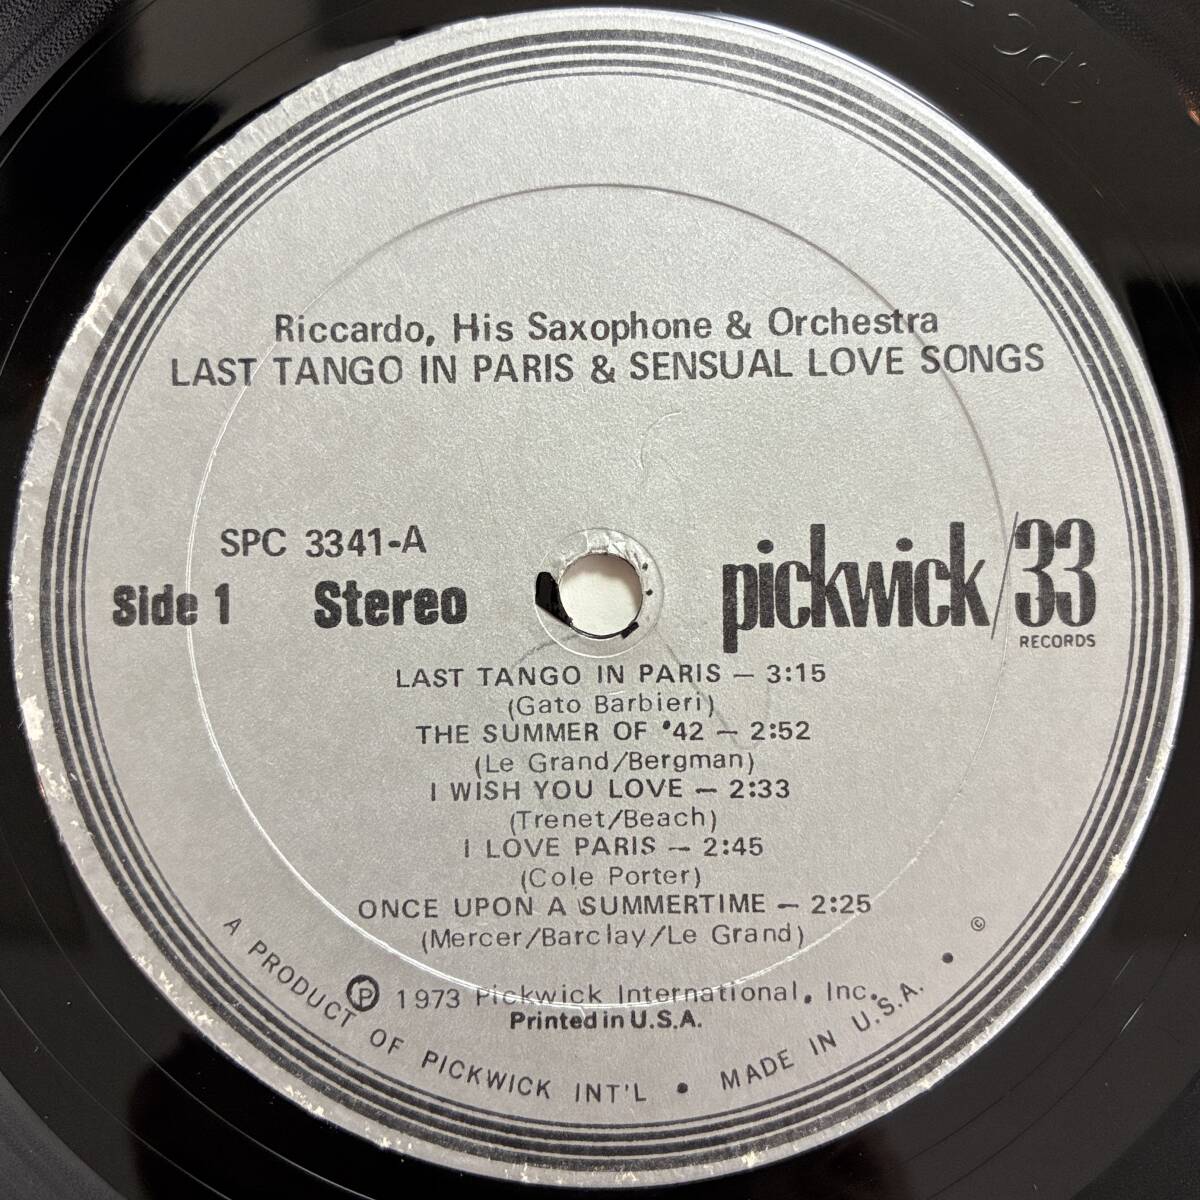 Riccardo, His Saxophone & Orchestra
LAST TANGO IN PARIS & SENSUAL LOVE SONGS
SPC 3341-A
Side 1 Stereo
pickwick/33
RECORDS
LAST TANGO IN PARIS — 3:15
(Gato Barbieri)
THE SUMMER OF '42 — 2:52
(Le Grand/Bergman)
I WISH YOU LOVE — 2:33
(Trenet/Beach)
I LOVE PARIS — 2:45
(Cole Porter)
ONCE UPON A SUMMERTIME — 2:25
(Mercer/Barclay/Le Grand)
℗ 1973 Pickwick International, Inc.
Printed in U.S.A.
A PRODUCT OF PICKWICK INT'L • MADE IN U.S.A. • ©